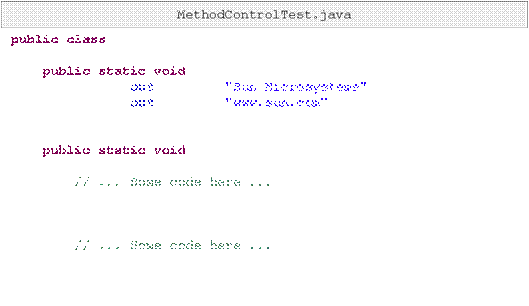 MethodControlTest.java
public class
public static void
out "Sun Microsystems"
out "www.sun.com"
public static void
// ... Some code here ...
// ... Some code here ...